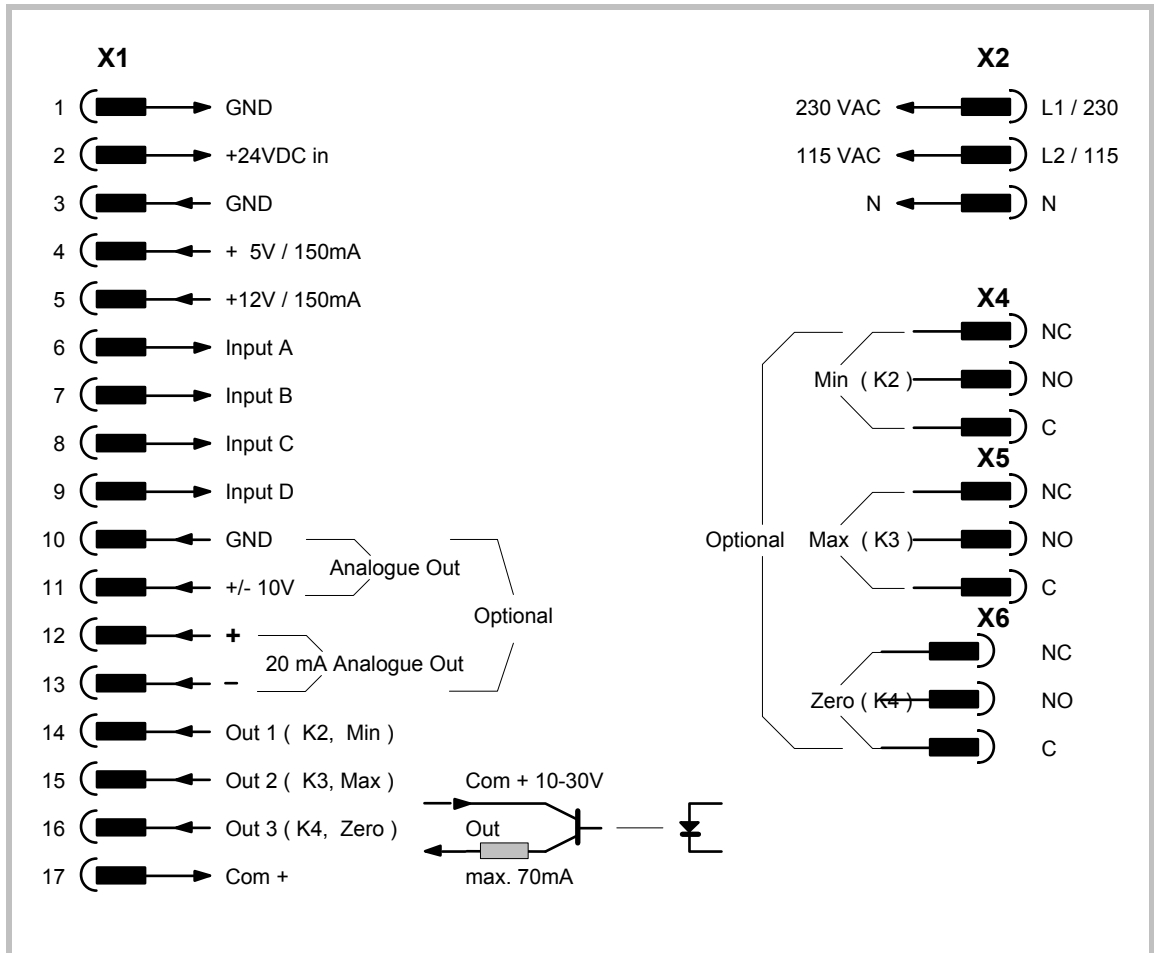 X1
1 GND
2 +24VDC in
3 GND
4 + 5V / 150mA
5 +12V / 150mA
6 Input A
7 Input B
8 Input C
9 Input D
10 GND
11 +/- 10V
Analogue Out
12 +
13 –
20 mA Analogue Out
Optional
14 Out 1 ( K2, Min )
15 Out 2 ( K3, Max )
16 Out 3 ( K4, Zero )
17 Com +
Com + 10-30V
Out
max. 70mA
X2
230 VAC L1 / 230
115 VAC L2 / 115
N N
X4
NC
Min ( K2 ) NO
C
X5
NC
Optional Max ( K3 ) NO
C
X6
NC
Zero ( K4 ) NO
C